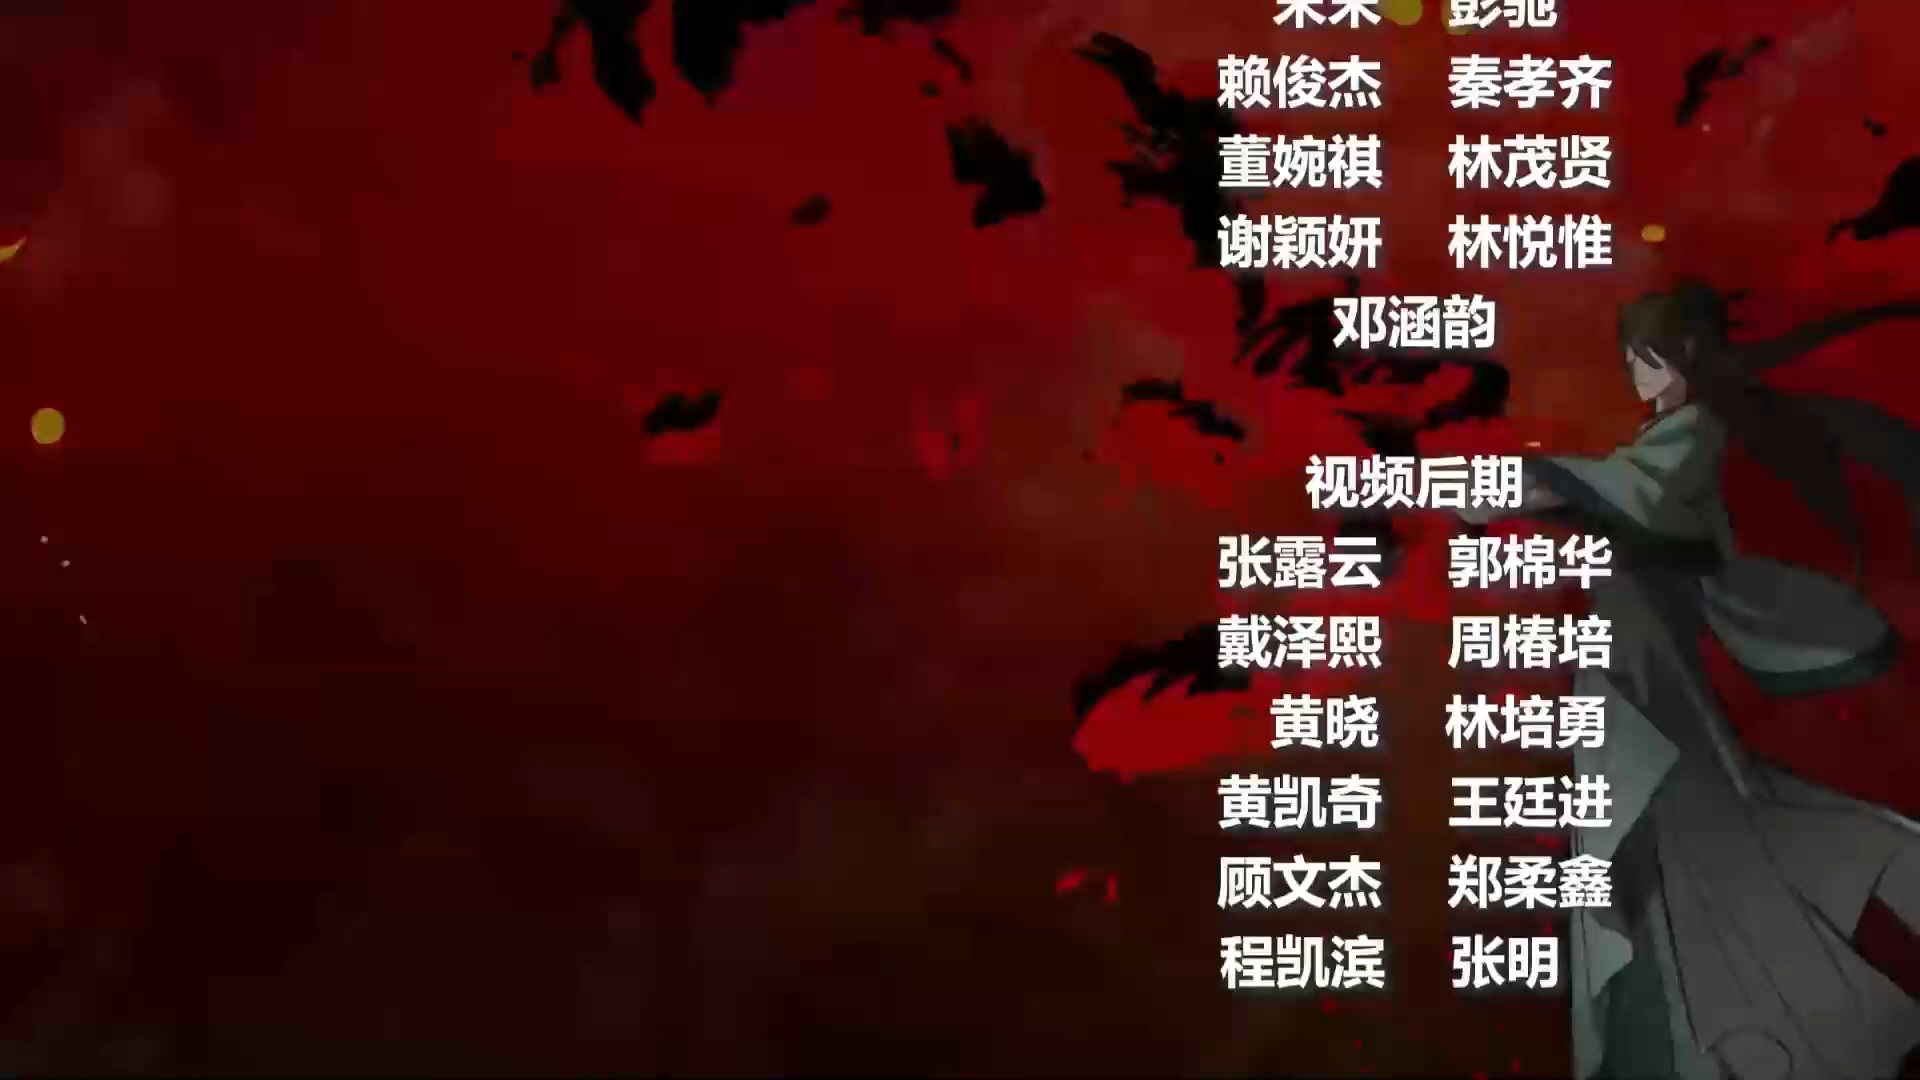 彭驰
赖俊杰 秦孝齐
董婉祺 林茂贤
谢颖妍 林悦惟
邓涵韵
视频后期
张露云 郭棉华
戴泽熙 周椿培
黄晓 林培勇
黄凯奇 王廷进
顾文杰 郑柔鑫
程凯滨 张明